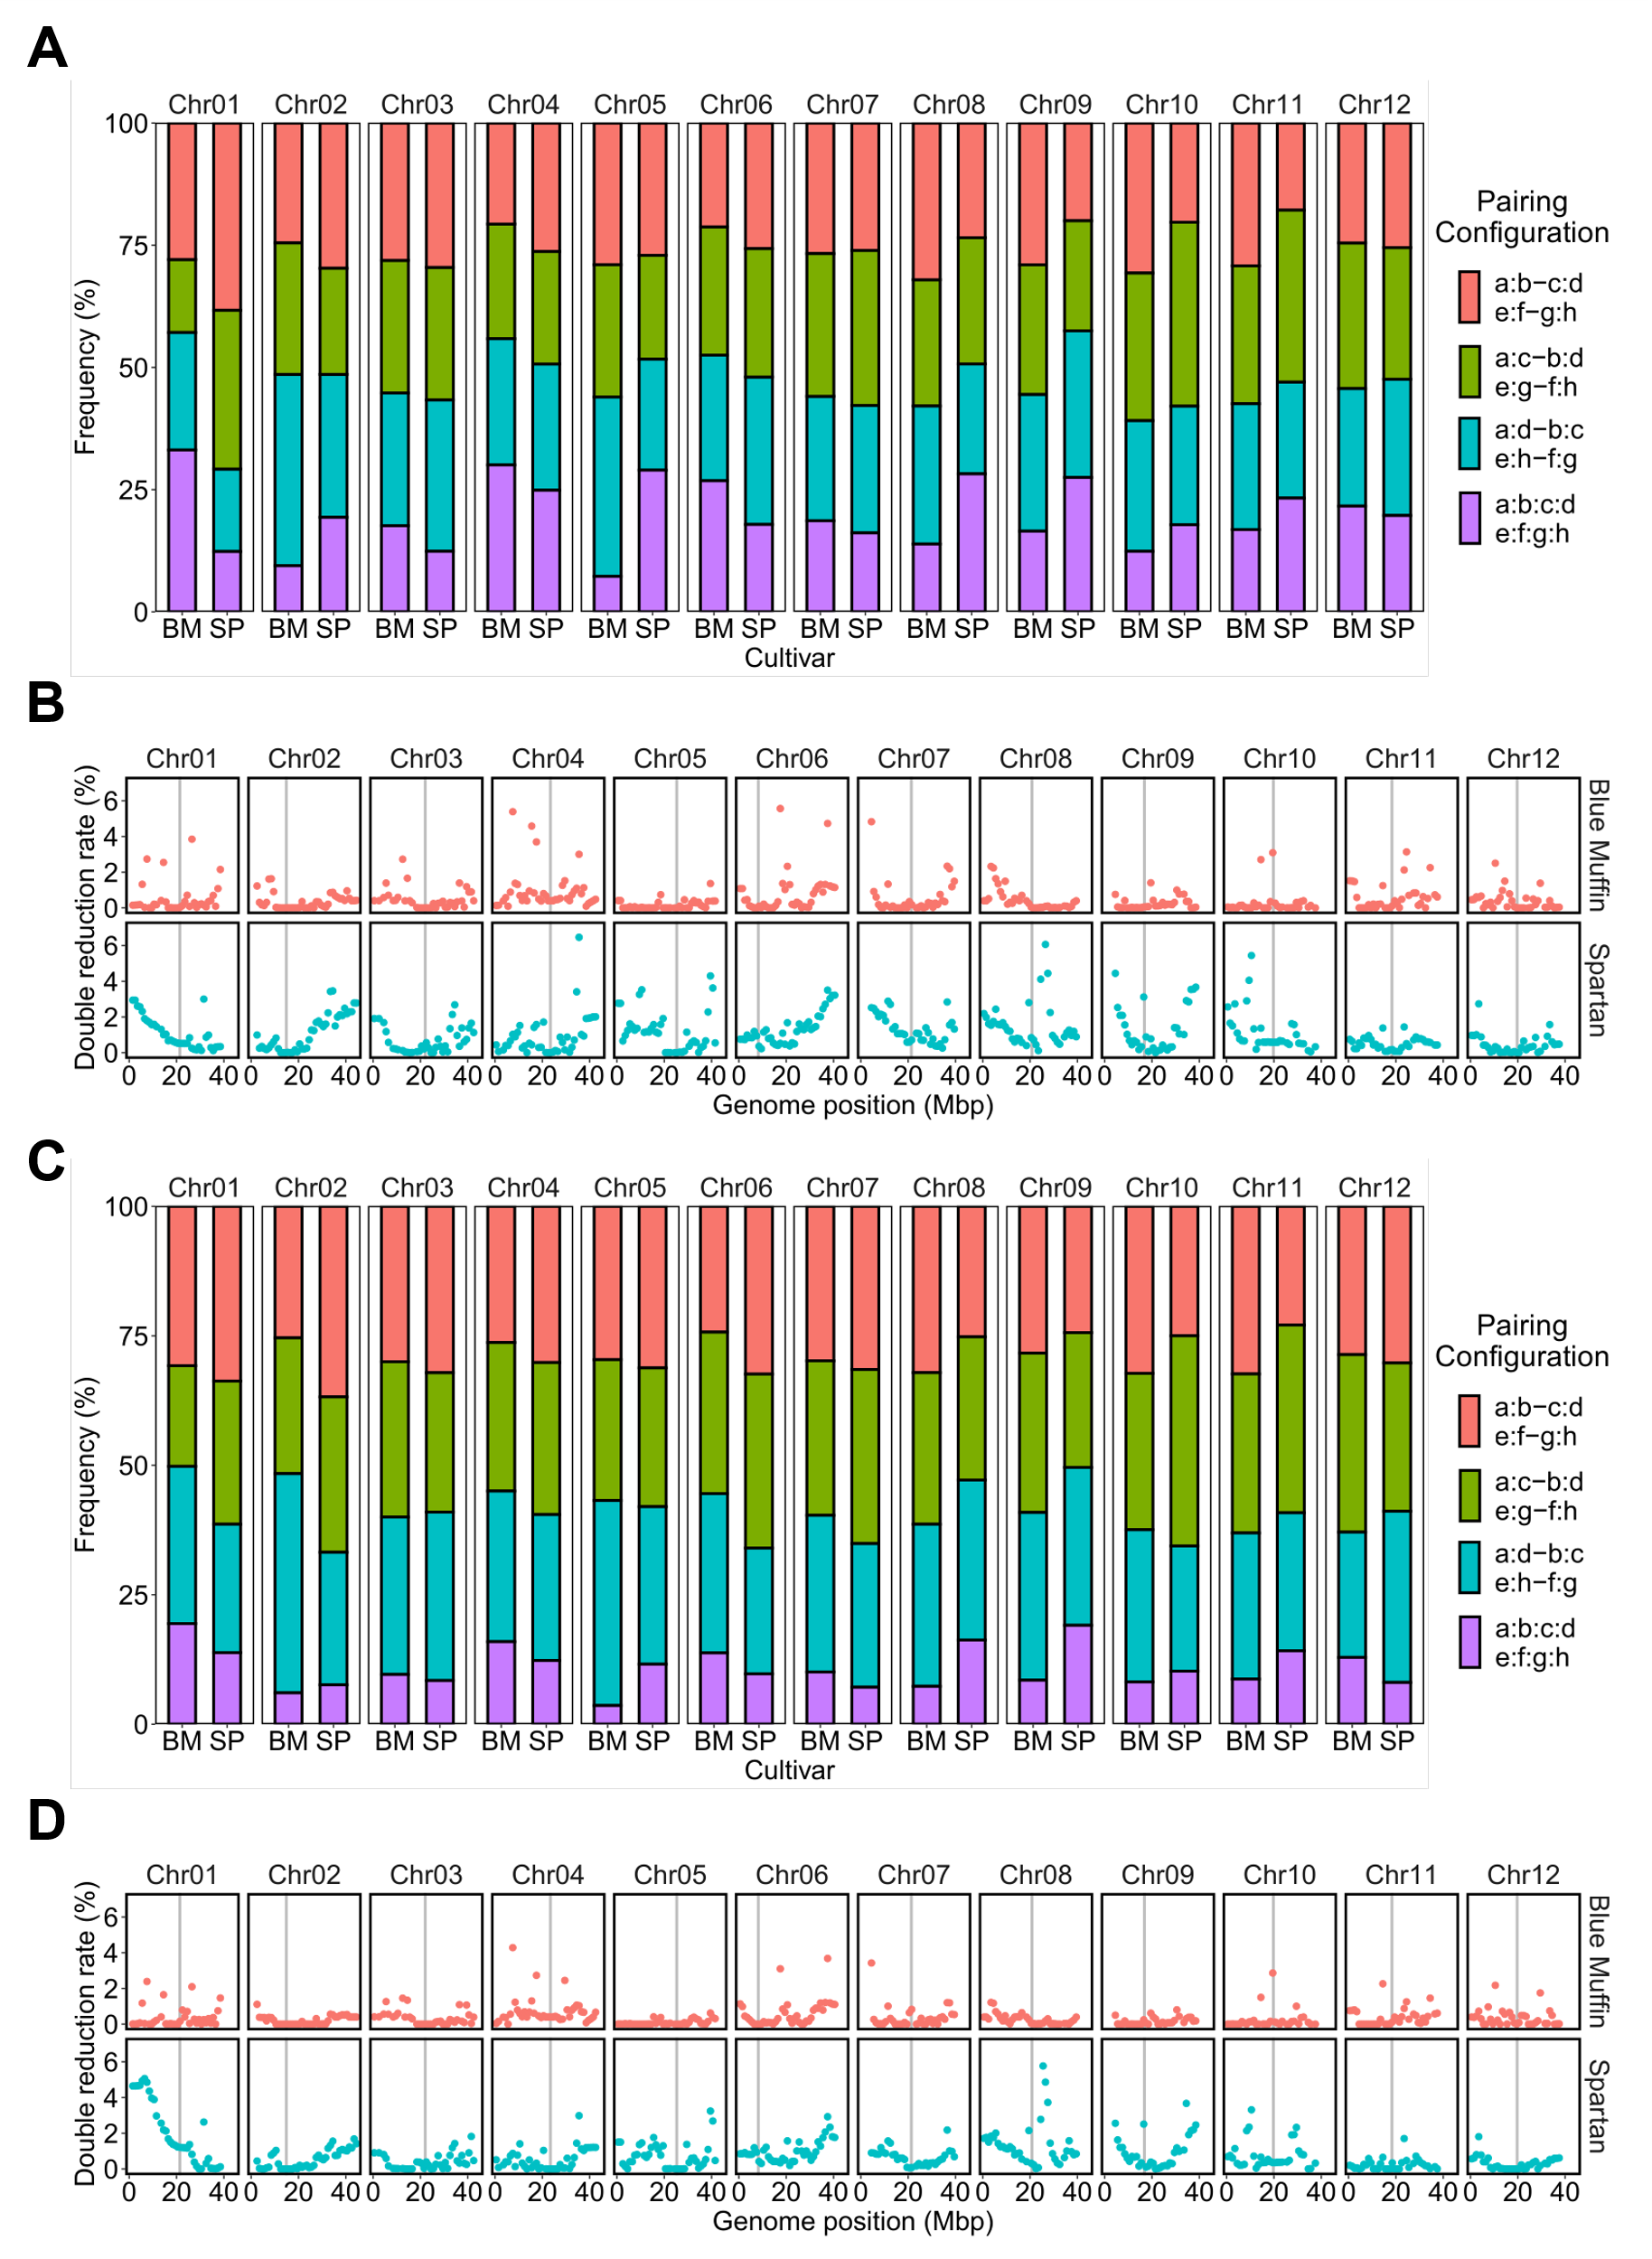 A
Chr01 Chr02 Chr03 Chr04 Chr05 Chr06 Chr07 Chr08 Chr09 Chr10 Chr11 Chr12
100
75
50
25
0
Frequency (%)
BM SP BM SP BM SP BM SP BM SP BM SP BM SP BM SP BM SP BM SP BM SP BM SP
Cultivar
Pairing
Configuration
a:b−c:d
e:f−g:h
a:c−b:d
e:g−f:h
a:d−b:c
e:h−f:g
a:b:c:d
e:f:g:h
B
Chr01 Chr02 Chr03 Chr04 Chr05 Chr06 Chr07 Chr08 Chr09 Chr10 Chr11 Chr12
Double reduction rate (%)
6
4
2
0
Blue Muffin
6
4
2
0
Spartan
0 20 40 0 20 40 0 20 40 0 20 40 0 20 40 0 20 40 0 20 40 0 20 40 0 20 40 0 20 40 0 20 40 0 20 40
Genome position (Mbp)
C
Chr01 Chr02 Chr03 Chr04 Chr05 Chr06 Chr07 Chr08 Chr09 Chr10 Chr11 Chr12
100
75
50
25
0
Frequency (%)
BM SP BM SP BM SP BM SP BM SP BM SP BM SP BM SP BM SP BM SP BM SP BM SP
Cultivar
Pairing
Configuration
a:b−c:d
e:f−g:h
a:c−b:d
e:g−f:h
a:d−b:c
e:h−f:g
a:b:c:d
e:f:g:h
D
Chr01 Chr02 Chr03 Chr04 Chr05 Chr06 Chr07 Chr08 Chr09 Chr10 Chr11 Chr12
Double reduction rate (%)
6
4
2
0
Blue Muffin
6
4
2
0
Spartan
0 20 40 0 20 40 0 20 40 0 20 40 0 20 40 0 20 40 0 20 40 0 20 40 0 20 40 0 20 40 0 20 40 0 20 40
Genome position (Mbp)